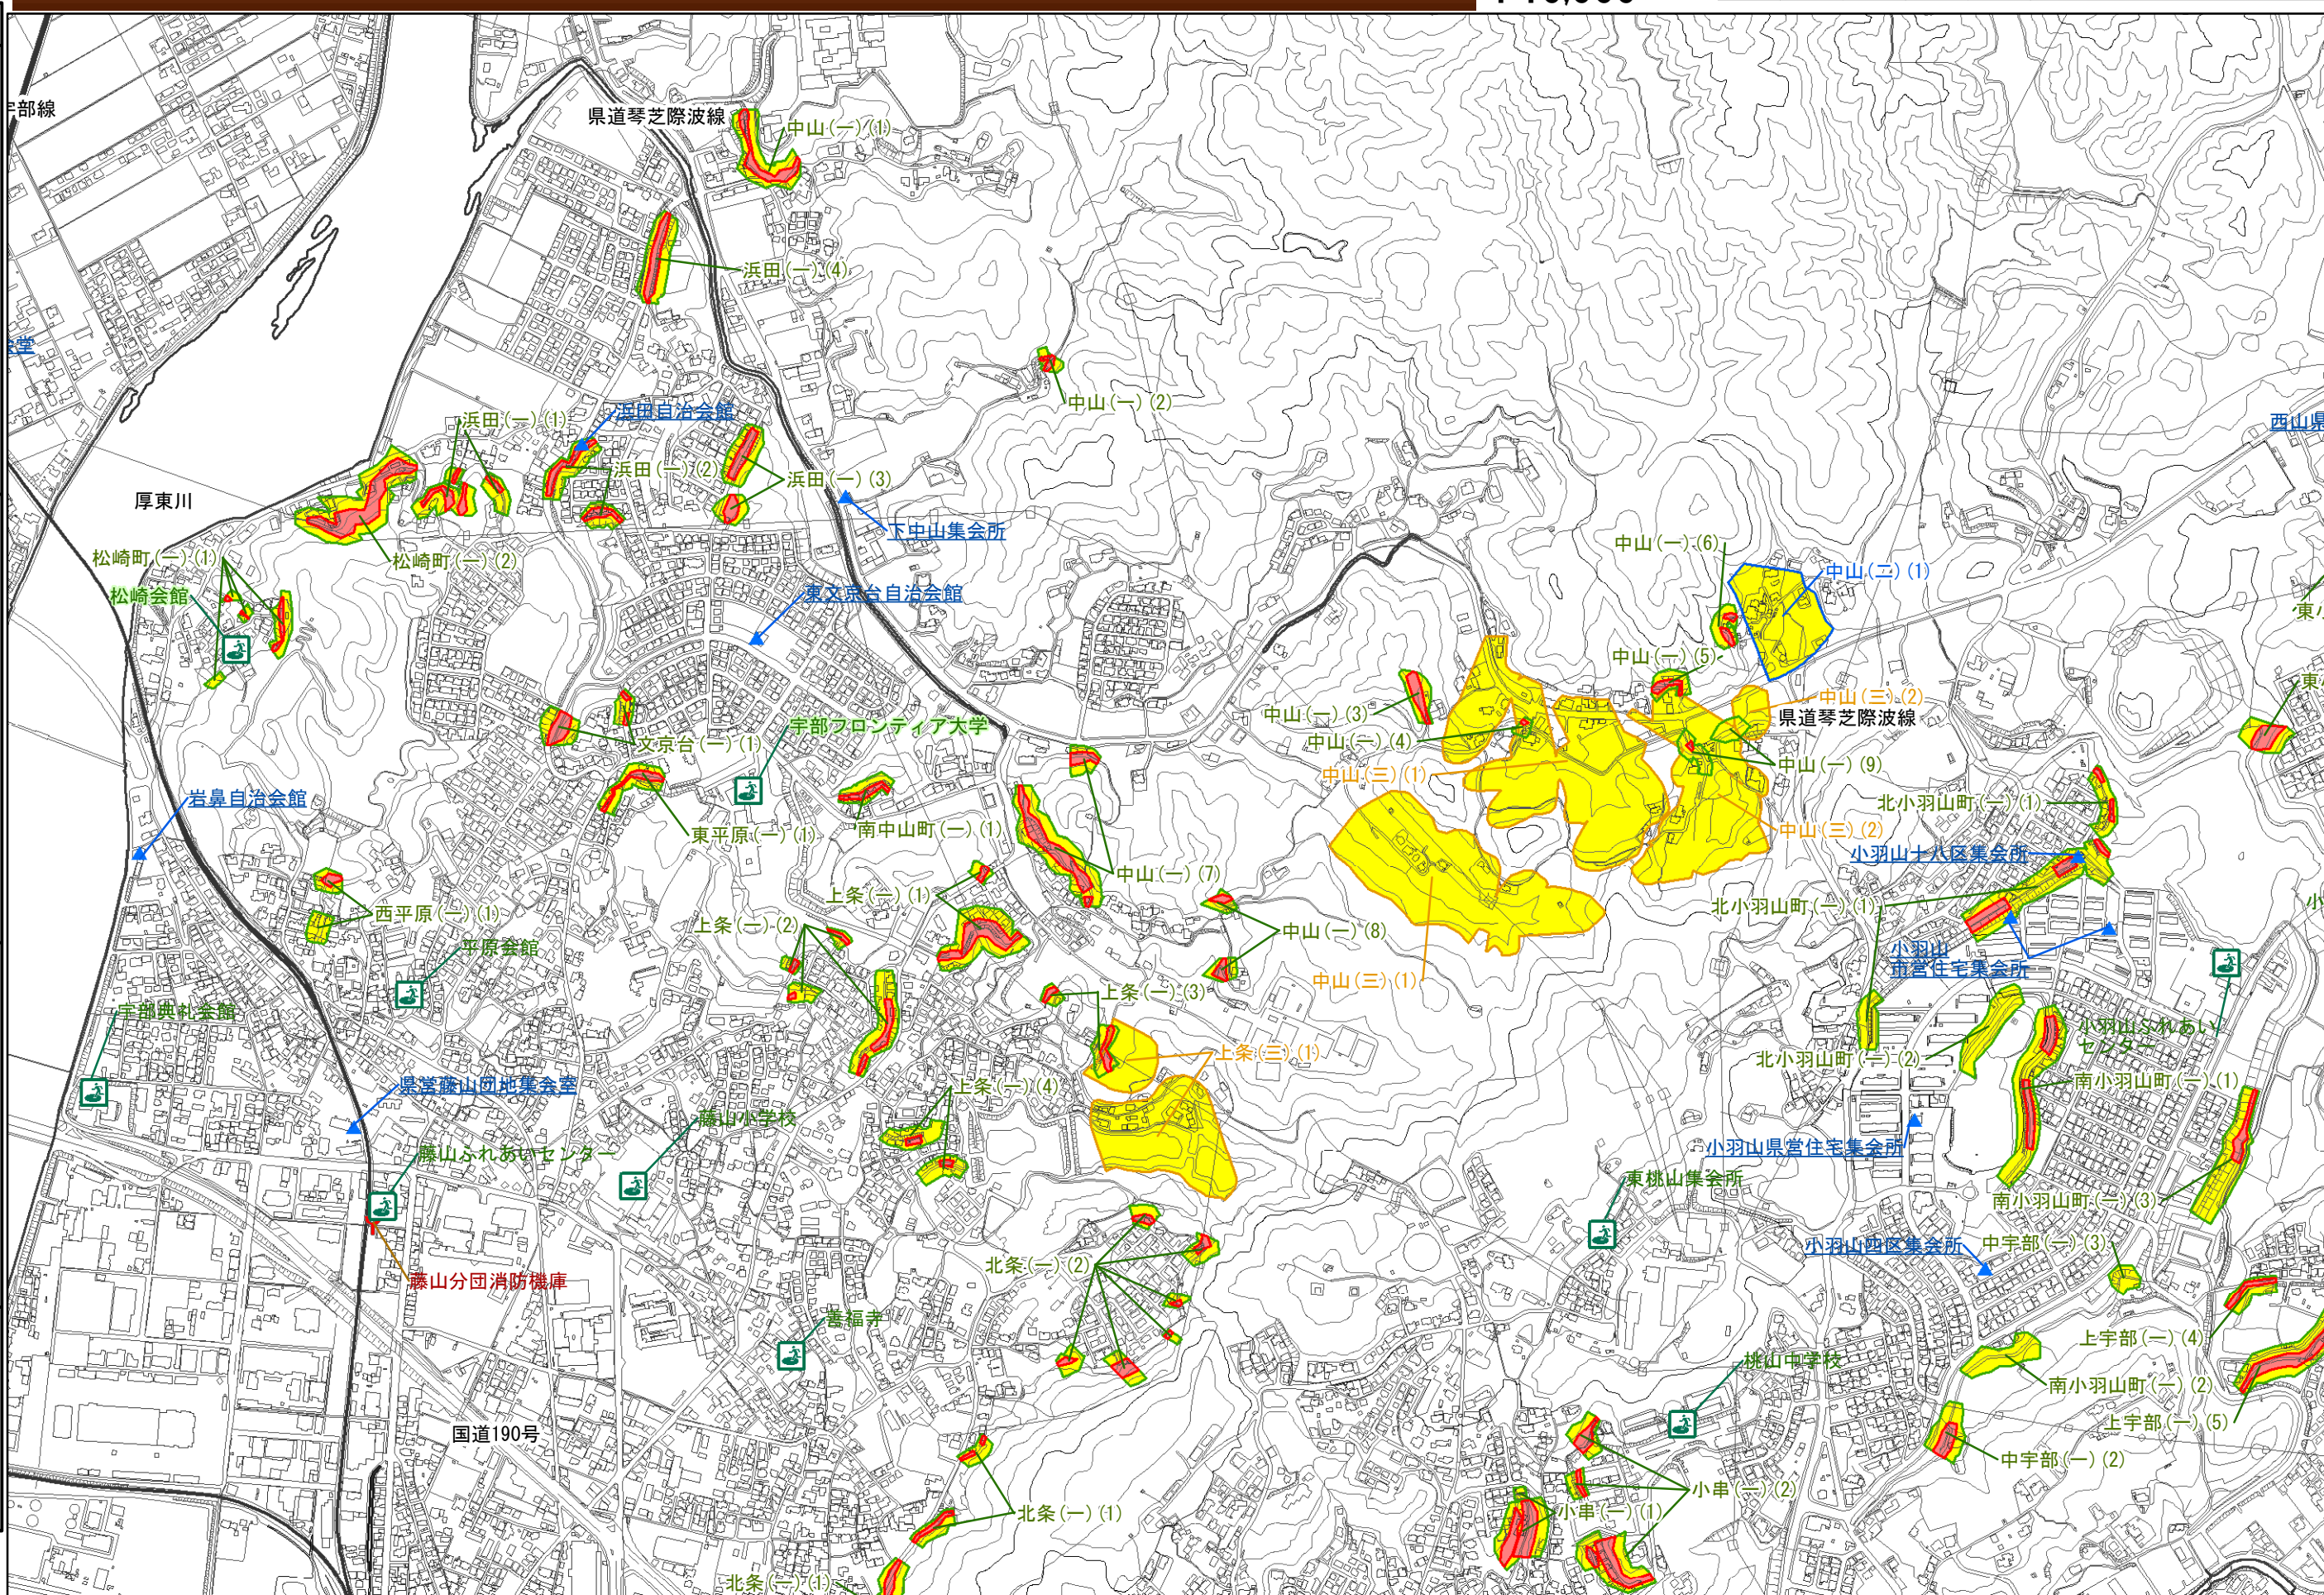 宇部線
県道琴芝際波線
中山(一)(1)
浜田(一)(4)
中山(一)(2)
浜田(一)(1)
浜田自治会館
西山県
浜田(一)(2)
浜田(一)(3)
厚東川
下中山集会所
中山(一)(6)
松崎町(一)(1)
松崎町(一)(2)
中山(二)(1)
松崎会館
東文京台自治会館
中山(一)(5)
中山(三)(2)
中山(一)(3)
県道琴芝際波線
宇部フロンティア大学
文京台(一)(1)
中山(一)(4)
中山(一)(9)
中山(三)(1)
岩鼻自治会館
北小羽山町(一)(1)
東平原(一)(1)
南中山町(一)(1)
中山(三)(2)
小羽山十八区集会所
中山(一)(7)
上条(一)(1)
北小羽山町(一)(1)
西平原(一)(1)
上条(一)(2)
中山(一)(8)
平原会館
小羽山
市営住宅集会所
中山(三)(1)
上条(一)(3)
宇部典礼会館
小羽山ふれあい
センター
上条(三)(1)
北小羽山町(一)(2)
県営藤山団地集会室
上条(一)(4)
南小羽山町(一)(1)
藤山小学校
小羽山県営住宅集会所
藤山ふれあいセンター
東桃山集会所
南小羽山町(一)(3)
小羽山四区集会所
中宇部(一)(3)
北条(一)(2)
藤山分団消防機庫
善福寺
上宇部(一)(4)
桃山中学校
南小羽山町(一)(2)
上宇部(一)(5)
国道190号
中宇部(一)(2)
小串(一)(2)
北条(一)(1)
小串(一)(1)
北条(一)(1)